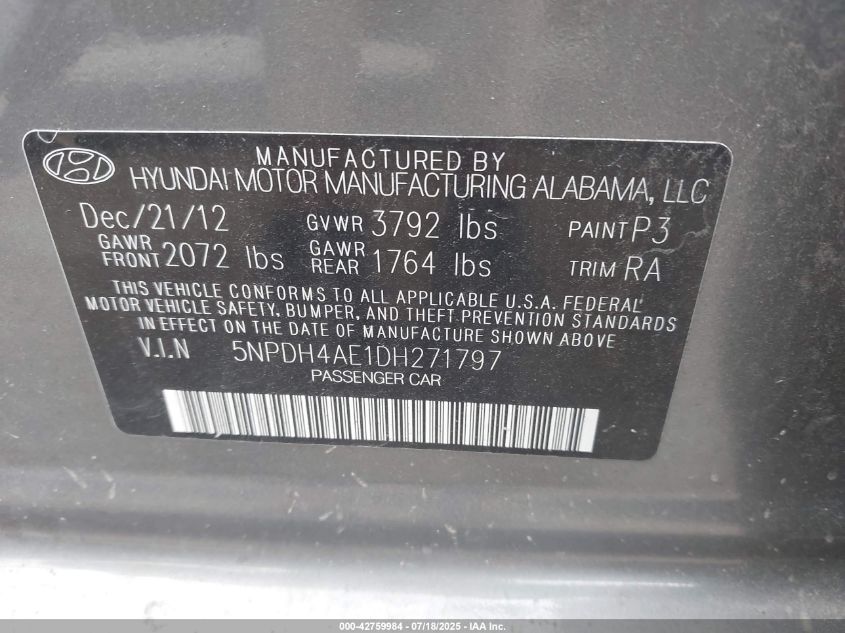 MANUFACTURED BY
HYUNDAI MOTOR MANUFACTURING ALABAMA, LLC
Dec/21/12 GVWR 3792 lbs PAINT P3
GAWR FRONT 2072 lbs GAWR REAR 1764 lbs TRIM RA
THIS VEHICLE CONFORMS TO ALL APPLICABLE U.S.A. FEDERAL
MOTOR VEHICLE SAFETY, BUMPER, AND THEFT PREVENTION STANDARDS
IN EFFECT ON THE DATE OF MANUFACTURE SHOWN ABOVE
V.I.N 5NPDH4AE1DH271797
PASSENGER CAR
000-42759984 - 07/18/2025 - IAA Inc.